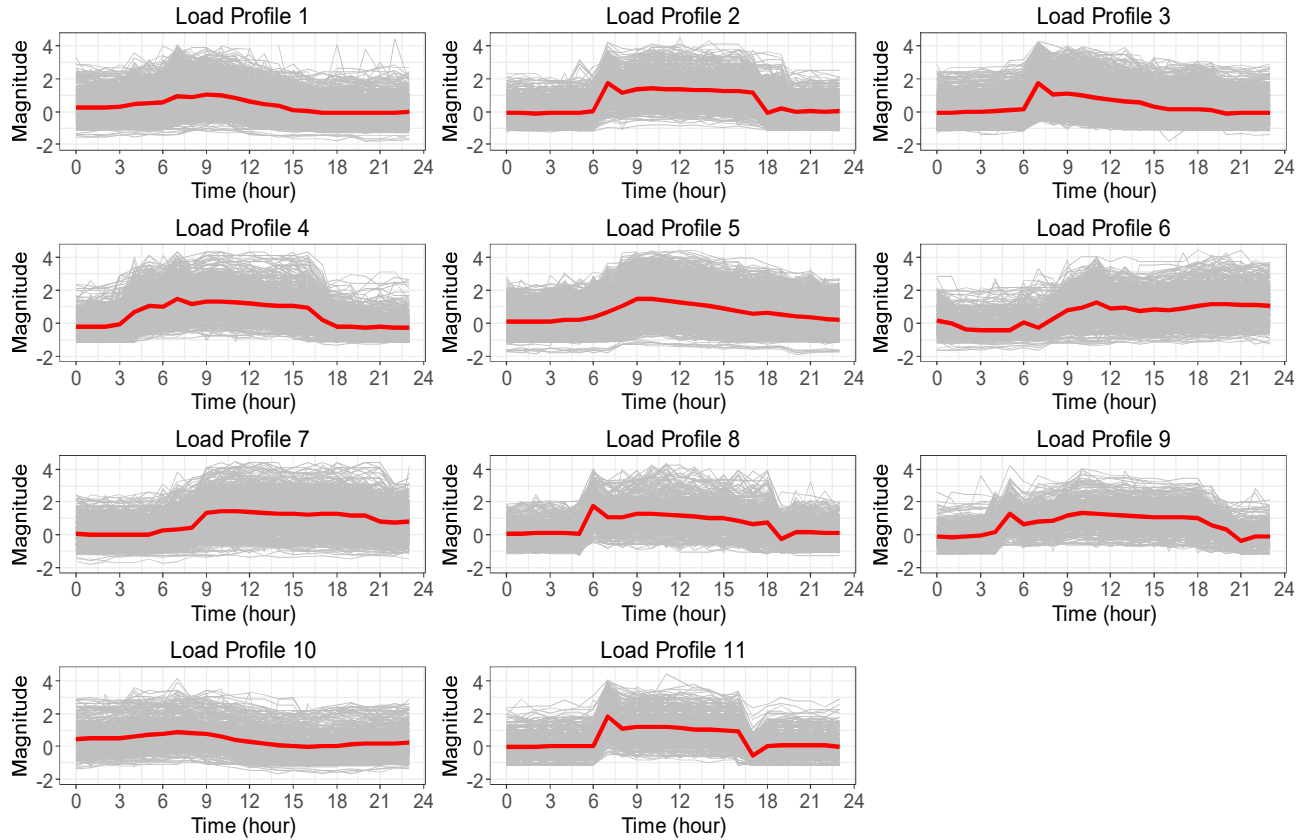 Load Profile 1
Magnitude
4
2
0
-2
0 3 6 9 12 15 18 21 24
Time (hour)
Load Profile 2
Magnitude
4
2
0
-2
0 3 6 9 12 15 18 21 24
Time (hour)
Load Profile 3
Magnitude
4
2
0
-2
0 3 6 9 12 15 18 21 24
Time (hour)
Load Profile 4
Magnitude
4
2
0
-2
0 3 6 9 12 15 18 21 24
Time (hour)
Load Profile 5
Magnitude
4
2
0
-2
0 3 6 9 12 15 18 21 24
Time (hour)
Load Profile 6
Magnitude
4
2
0
-2
0 3 6 9 12 15 18 21 24
Time (hour)
Load Profile 7
Magnitude
4
2
0
-2
0 3 6 9 12 15 18 21 24
Time (hour)
Load Profile 8
Magnitude
4
2
0
-2
0 3 6 9 12 15 18 21 24
Time (hour)
Load Profile 9
Magnitude
4
2
0
-2
0 3 6 9 12 15 18 21 24
Time (hour)
Load Profile 10
Magnitude
4
2
0
-2
0 3 6 9 12 15 18 21 24
Time (hour)
Load Profile 11
Magnitude
4
2
0
-2
0 3 6 9 12 15 18 21 24
Time (hour)